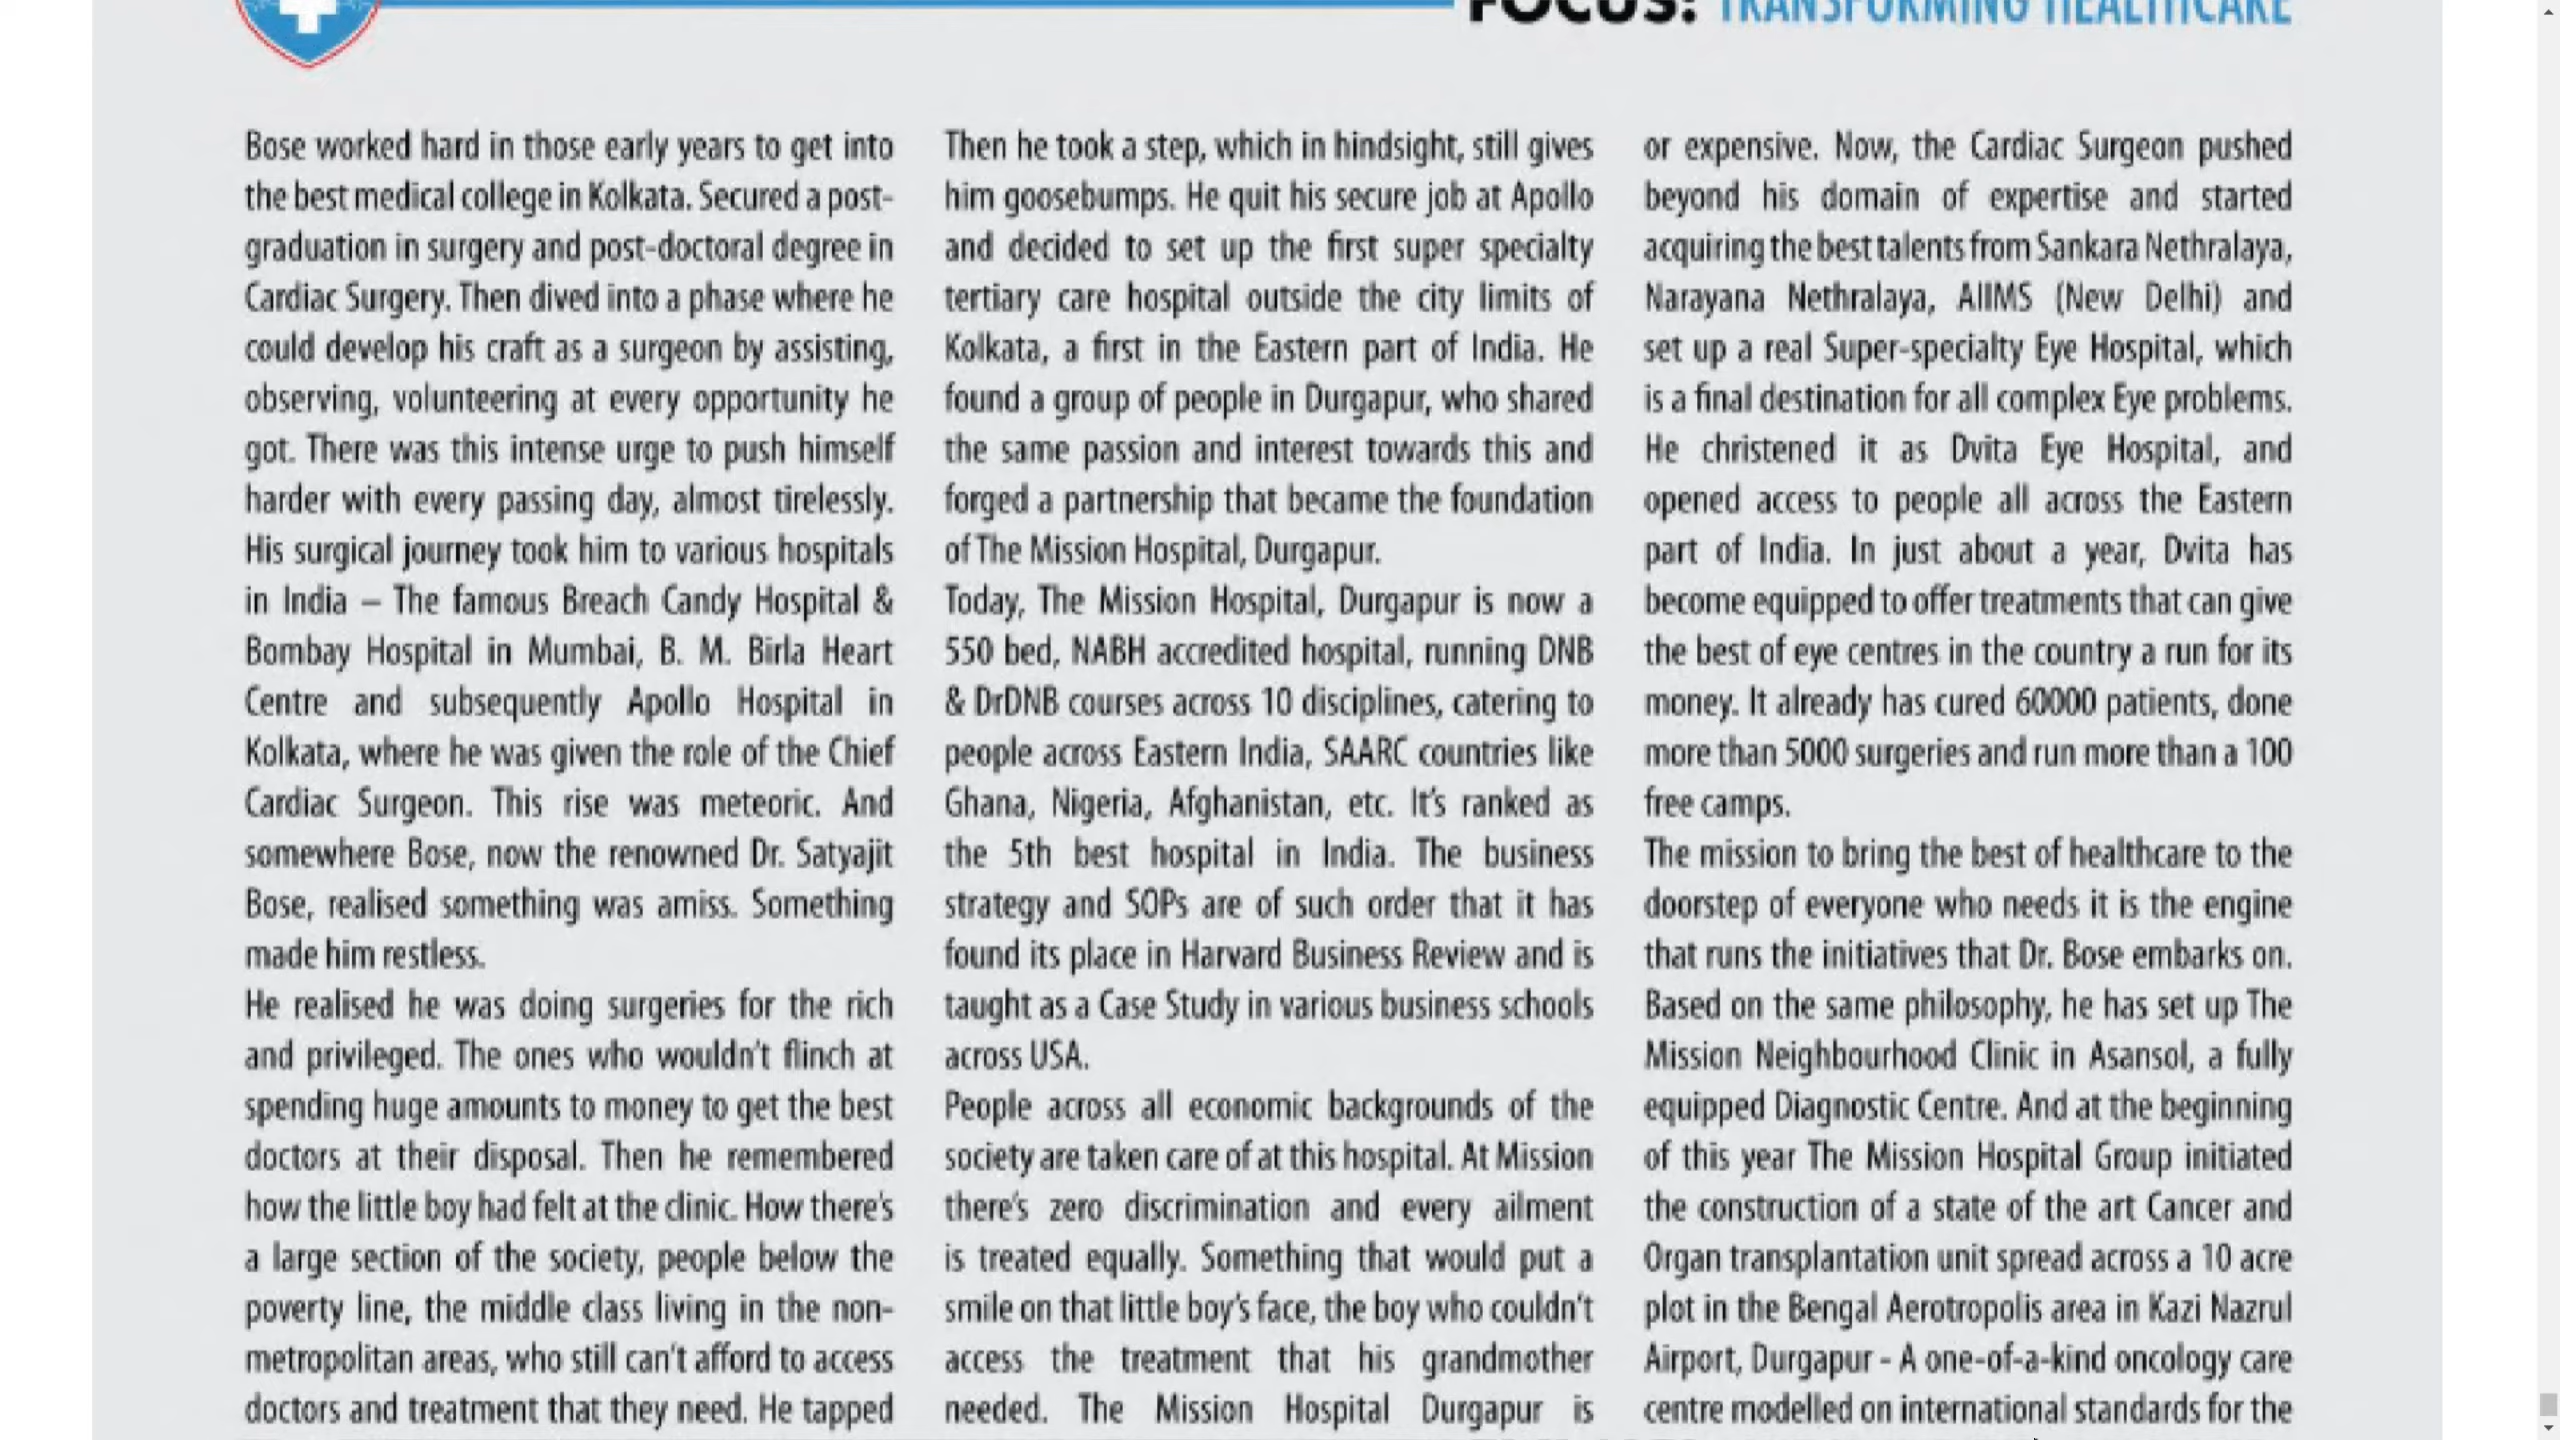 FOCUS: TRANSFORMING HEALTHCARE
Bose worked hard in those early years to get into
the best medical college in Kolkata. Secured a post-
graduation in surgery and post-doctoral degree in
Cardiac Surgery. Then dived into a phase where he
could develop his craft as a surgeon by assisting,
observing, volunteering at every opportunity he
got. There was this intense urge to push himself
harder with every passing day, almost tirelessly.
His surgical journey took him to various hospitals
in India – The famous Breach Candy Hospital &
Bombay Hospital in Mumbai, B. M. Birla Heart
Centre and subsequently Apollo Hospital in
Kolkata, where he was given the role of the Chief
Cardiac Surgeon. This rise was meteoric. And
somewhere Bose, now the renowned Dr. Satyajit
Bose, realised something was amiss. Something
made him restless.
He realised he was doing surgeries for the rich
and privileged. The ones who wouldn't flinch at
spending huge amounts to money to get the best
doctors at their disposal. Then he remembered
how the little boy had felt at the clinic. How there's
a large section of the society, people below the
poverty line, the middle class living in the non-
metropolitan areas, who still can't afford to access
doctors and treatment that they need. He tapped
Then he took a step, which in hindsight, still gives
him goosebumps. He quit his secure job at Apollo
and decided to set up the first super specialty
tertiary care hospital outside the city limits of
Kolkata, a first in the Eastern part of India. He
found a group of people in Durgapur, who shared
the same passion and interest towards this and
forged a partnership that became the foundation
of The Mission Hospital, Durgapur.
Today, The Mission Hospital, Durgapur is now a
550 bed, NABH accredited hospital, running DNB
& DrDNB courses across 10 disciplines, catering to
people across Eastern India, SAARC countries like
Ghana, Nigeria, Afghanistan, etc. It's ranked as
the 5th best hospital in India. The business
strategy and SOPs are of such order that it has
found its place in Harvard Business Review and is
taught as a Case Study in various business schools
across USA.
People across all economic backgrounds of the
society are taken care of at this hospital. At Mission
there's zero discrimination and every ailment
is treated equally. Something that would put a
smile on that little boy's face, the boy who couldn't
access the treatment that his grandmother
needed. The Mission Hospital Durgapur is
or expensive. Now, the Cardiac Surgeon pushed
beyond his domain of expertise and started
acquiring the best talents from Sankara Nethralaya,
Narayana Nethralaya, AIIMS (New Delhi) and
set up a real Super-specialty Eye Hospital, which
is a final destination for all complex Eye problems.
He christened it as Dvita Eye Hospital, and
opened access to people all across the Eastern
part of India. In just about a year, Dvita has
become equipped to offer treatments that can give
the best of eye centres in the country a run for its
money. It already has cured 60000 patients, done
more than 5000 surgeries and run more than a 100
free camps.
The mission to bring the best of healthcare to the
doorstep of everyone who needs it is the engine
that runs the initiatives that Dr. Bose embarks on.
Based on the same philosophy, he has set up The
Mission Neighbourhood Clinic in Asansol, a fully
equipped Diagnostic Centre. And at the beginning
of this year The Mission Hospital Group initiated
the construction of a state of the art Cancer and
Organ transplantation unit spread across a 10 acre
plot in the Bengal Aerotropolis area in Kazi Nazrul
Airport, Durgapur - A one-of-a-kind oncology care
centre modelled on international standards for the